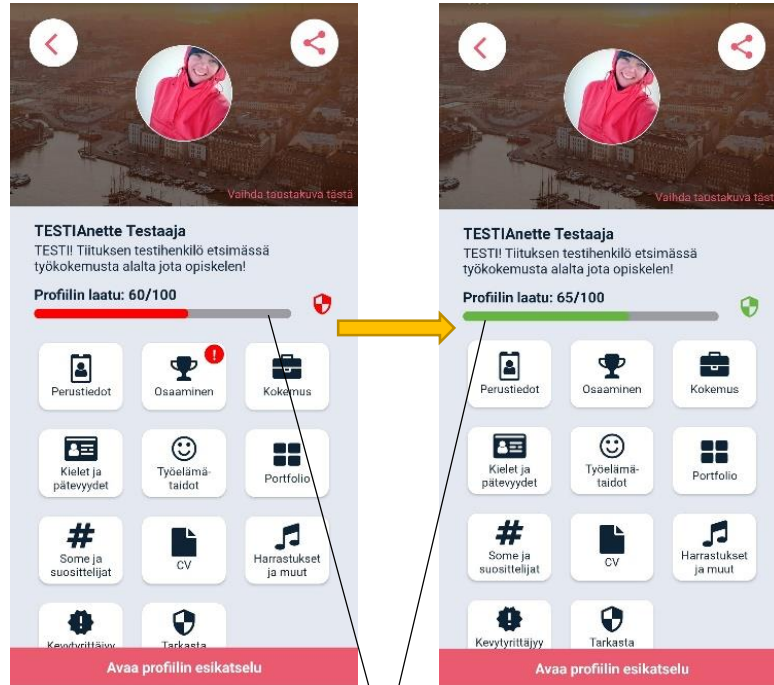 Vaihda taustakuva tästä
TESTIAnette Testaaja
TESTI! Tiituksen testihenkilö etsimässä
työkokemusta alalta jota opiskelen!
Profiilin laatu: 60/100
Perustiedot
Osaaminen
Kokemus
Kielet ja
pätevyydet
Työelämä-
taidot
Portfolio
Some ja
suosittelijat
CV
Harrastukset
ja muut
Kevytyrittäjyy
Tarkasta
Avaa profiilin esikatselu
Vaihda taustakuva täst
TESTIAnette Testaaja
TESTI! Tiituksen testihenkilö etsimässä
työkokemusta alalta jota opiskelen!
Profiilin laatu: 65/100
Perustiedot
Osaaminen
Kokemus
Kielet ja
pätevyydet
Työelämä-
taidot
Portfolio
Some ja
suosittelijat
CV
Harrastukset
ja muut
Kevytyrittäjyy
Tarkasta
Avaa profiilin esikatselu